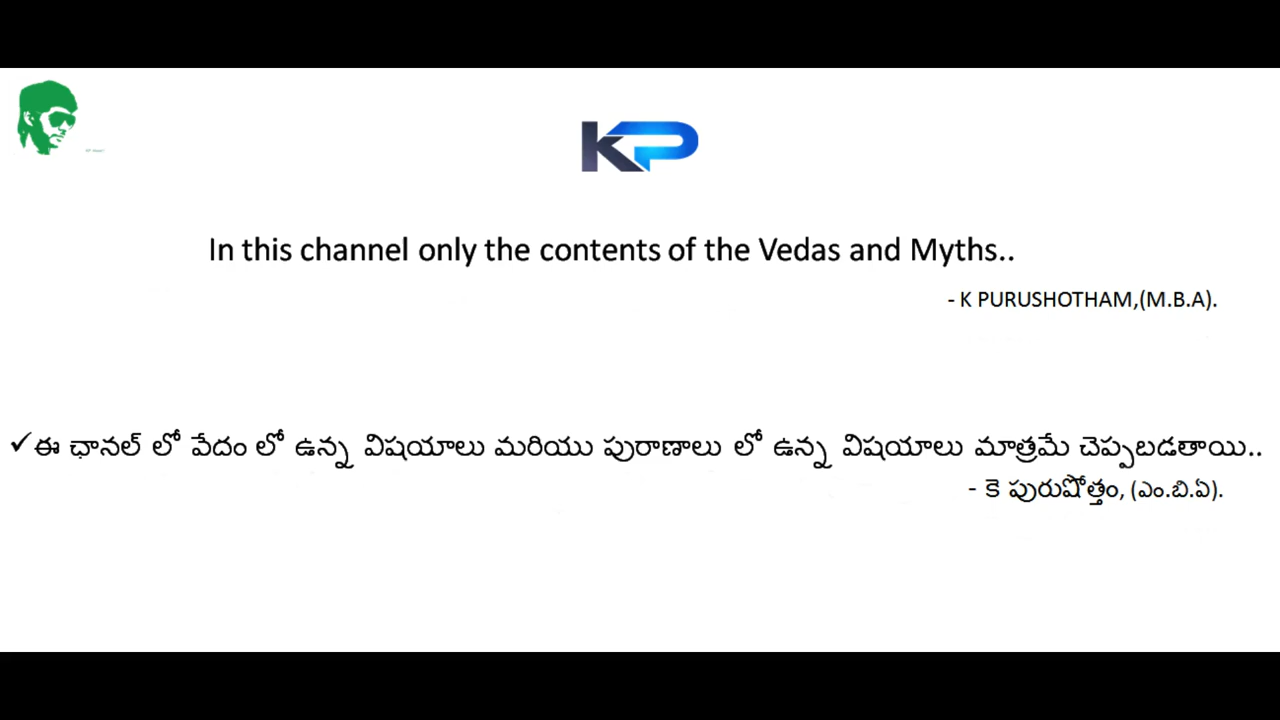 KP
In this channel only the contents of the Vedas and Myths..
- K PURUSHOTHAM,(M.B.A).
✓ఈ ఛానల్ లో వేదం లో ఉన్న విషయాలు మరియు పురాణాలు లో ఉన్న విషయాలు మాత్రమే చెప్పబడతాయి..
- కె పురుషోత్తం, (ఎం.బి.ఏ).